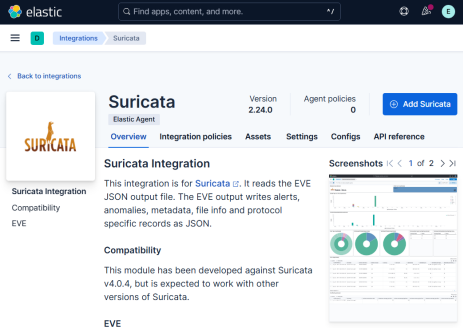 elastic
Find apps, content, and more.
^/
E
D
Integrations
Suricata
Back to integrations
SURICATA
Suricata Integration
Compatibility
EVE
Suricata
Elastic Agent
Version
2.24.0
Agent policies
0
Add Suricata
Overview
Integration policies
Assets
Settings
Configs
API reference
Suricata Integration
This integration is for Suricata. It reads the EVE
JSON output file. The EVE output writes alerts,
anomalies, metadata, file info and protocol
specific records as JSON.
Compatibility
This module has been developed against Suricata
v4.0.4, but is expected to work with other
versions of Suricata.
EVE
Screenshots
1 of 2